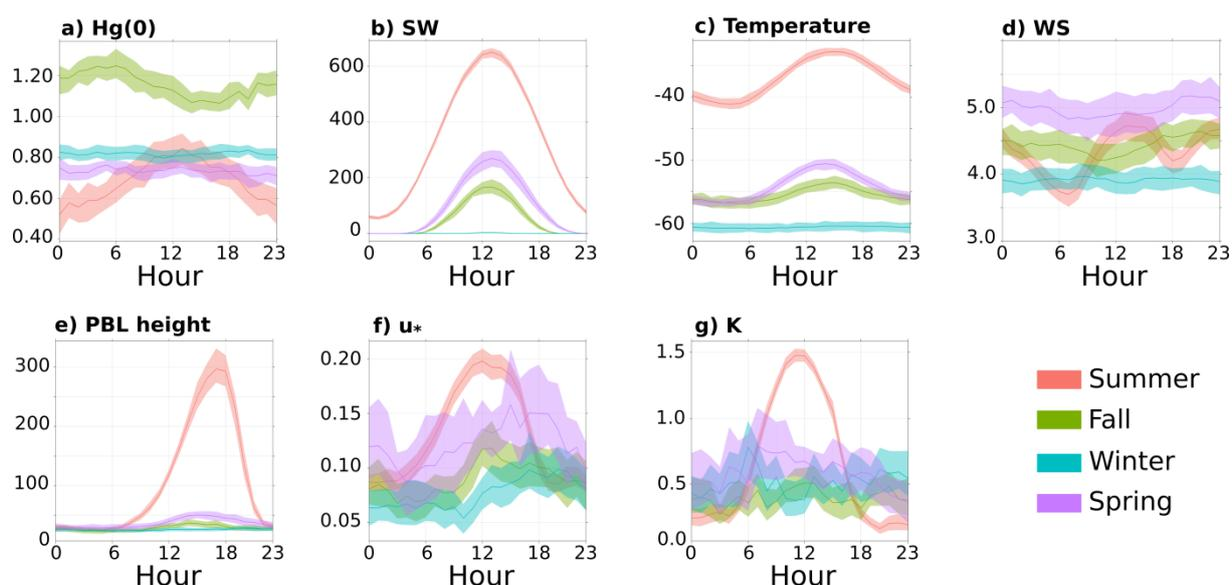 a) Hg(0)
1.20
1.00
0.80
0.60
0.40
0 6 12 18 23
Hour
b) SW
600
400
200
0
0 6 12 18 23
Hour
c) Temperature
-40
-50
-60
0 6 12 18 23
Hour
d) WS
5.0
4.0
3.0
0 6 12 18 23
Hour
e) PBL height
300
200
100
0
0 6 12 18 23
Hour
f) u*
0.20
0.15
0.10
0.05
0 6 12 18 23
Hour
g) K
1.5
1.0
0.5
0.0
0 6 12 18 23
Hour
Summer
Fall
Winter
Spring